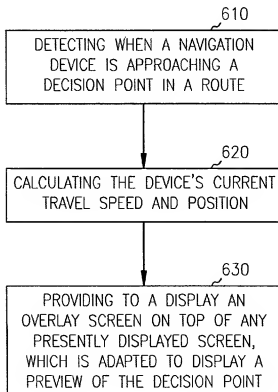 610
DETECTING WHEN A NAVIGATION
DEVICE IS APPROACHING A
DECISION POINT IN A ROUTE
620
CALCULATING THE DEVICE'S CURRENT
TRAVEL SPEED AND POSITION
630
PROVIDING TO A DISPLAY AN
OVERLAY SCREEN ON TOP OF ANY
PRESENTLY DISPLAYED SCREEN,
WHICH IS ADAPTED TO DISPLAY A
PREVIEW OF THE DECISION POINT